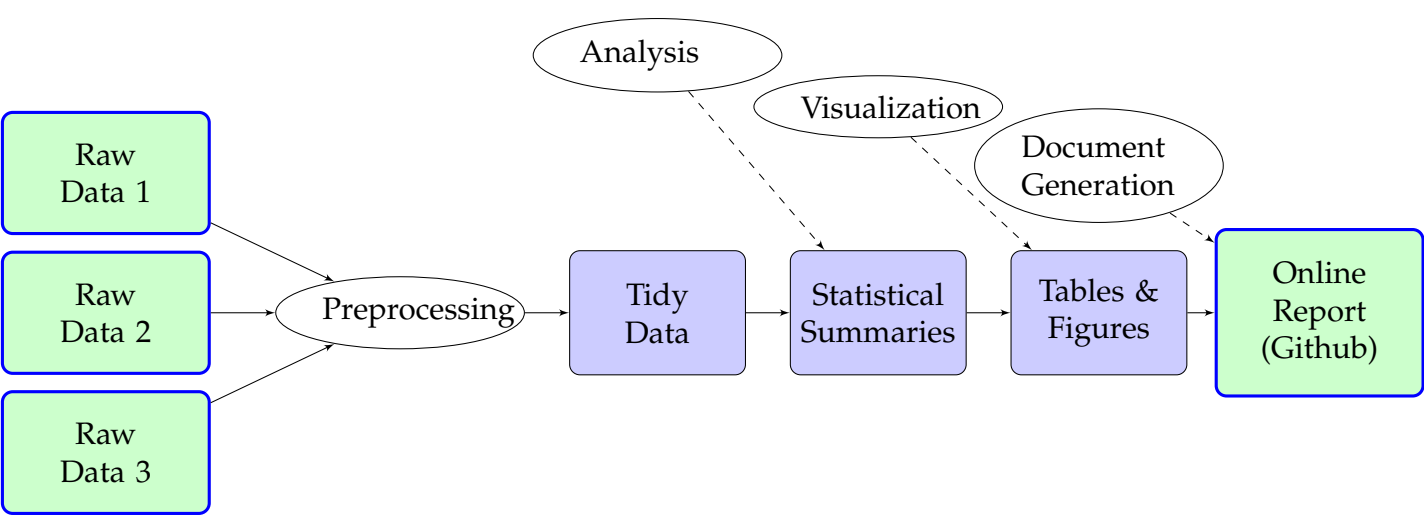 Analysis
Visualization
Document
Generation
Raw
Data 1
Raw
Data 2
Raw
Data 3
Preprocessing
Tidy
Data
Statistical
Summaries
Tables &
Figures
Online
Report
(Github)